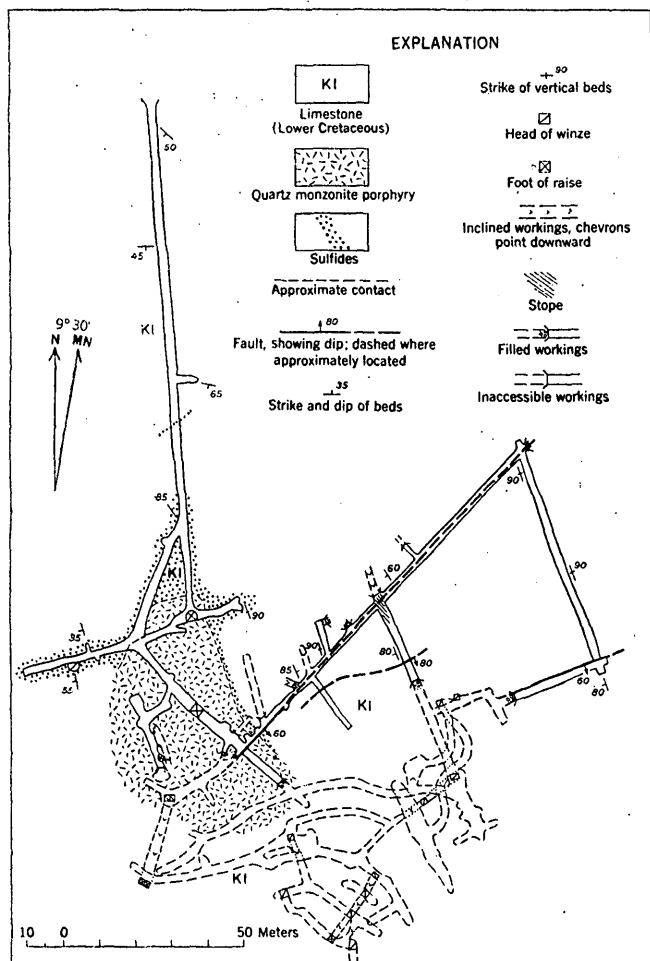 EXPLANATION
Kl
Limestone
(Lower Cretaceous)
Quartz monzonite porphyry
Sulfides
Approximate contact
80
Fault, showing dip; dashed where
approximately located
35
Strike and dip of beds
90
Strike of vertical beds
Head of winze
Foot of raise
Inclined workings, chevrons
point downward
Stope
Filled workings
Inaccessible workings
50
45
Kl
9° 30'
N MN
65
85
Kl
90
35
55
60
85
90
60
80
80
90
90
60
80
Kl
Kl
10 0 50 Meters